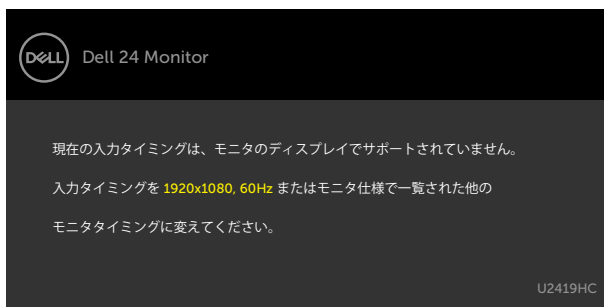 DELL
Dell 24 Monitor
現在の入力タイミングは、モニタのディスプレイでサポートされていません。
入力タイミングを 1920x1080, 60Hz またはモニタ仕様で一覧された他の
モニタタイミングに変えてください。
U2419HC